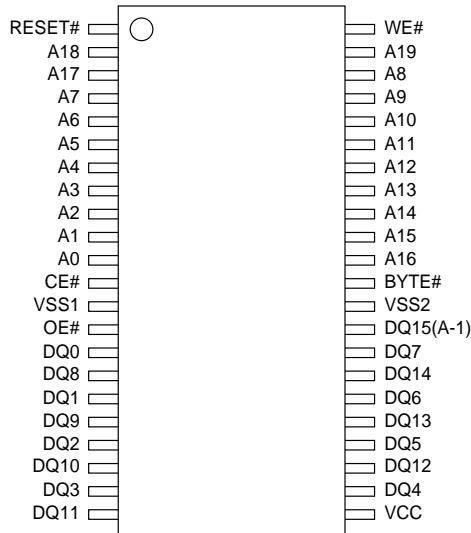 RESET# WE#
A18 A19
A17 A8
A7 A9
A6 A10
A5 A11
A4 A12
A3 A13
A2 A14
A1 A15
A0 A16
CE# BYTE#
VSS1 VSS2
OE# DQ15(A-1)
DQ0 DQ7
DQ8 DQ14
DQ1 DQ6
DQ9 DQ13
DQ2 DQ5
DQ10 DQ12
DQ3 DQ4
DQ11 VCC